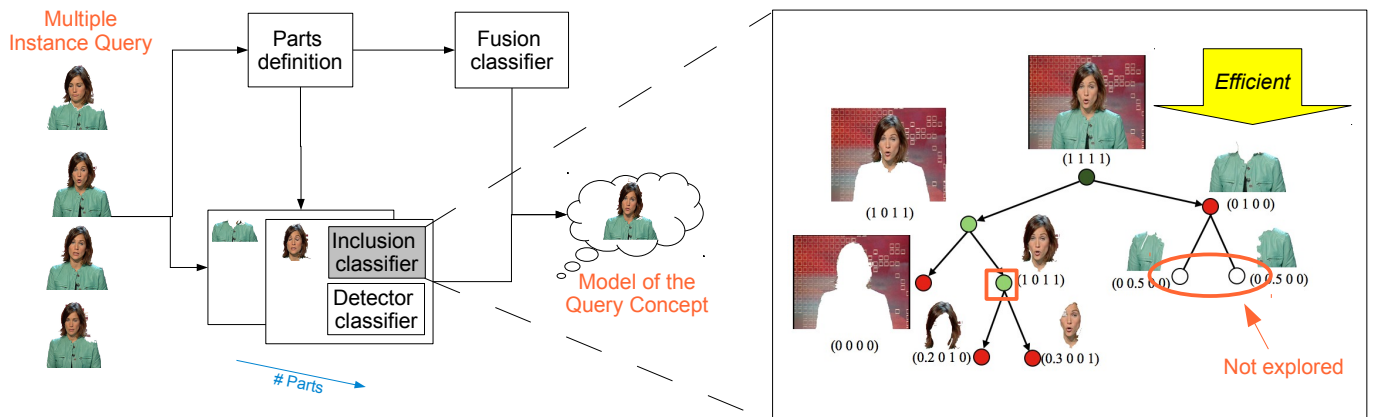 Multiple
Instance Query
Parts
definition
Fusion
classifier
Inclusion
classifier
Detector
classifier
# Parts
Model of the
Query Concept
Efficient
(1 1 1 1)
(1 0 1 1)
(0 1 0 0)
(1 0 1 1)
(0 0.5 0 0)
(0 0.5 0 0)
(0 0 0 0)
(0.2 0 1 0)
(0.3 0 0 1)
Not explored